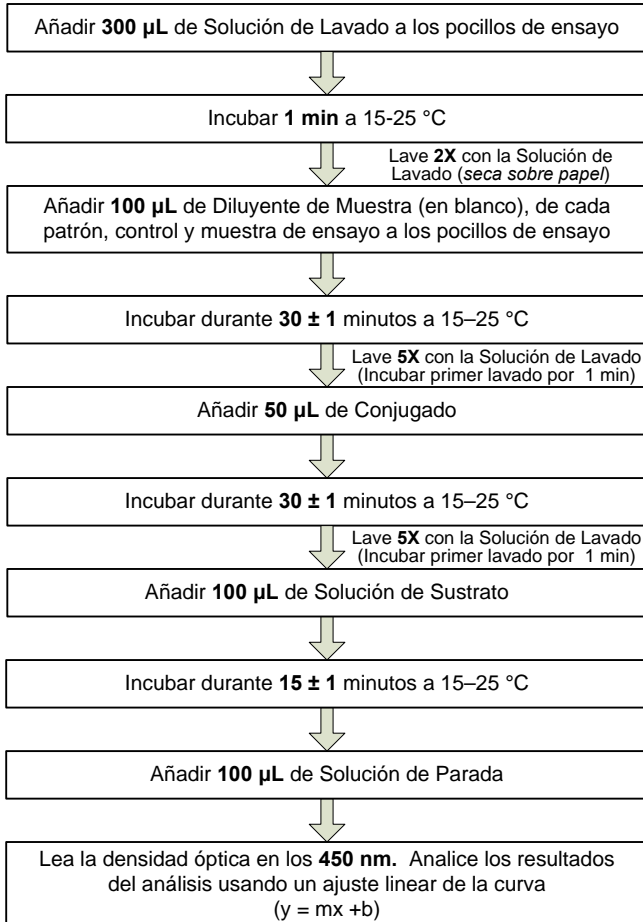 Añadir 300 µL de Solución de Lavado a los pocillos de ensayo
Incubar 1 min a 15-25 °C
Lave 2X con la Solución de
Lavado (seca sobre papel)
Añadir 100 µL de Diluyente de Muestra (en blanco), de cada
patrón, control y muestra de ensayo a los pocillos de ensayo
Incubar durante 30 ± 1 minutos a 15–25 °C
Lave 5X con la Solución de Lavado
(Incubar primer lavado por 1 min)
Añadir 50 µL de Conjugado
Incubar durante 30 ± 1 minutos a 15–25 °C
Lave 5X con la Solución de Lavado
(Incubar primer lavado por 1 min)
Añadir 100 µL de Solución de Sustrato
Incubar durante 15 ± 1 minutos a 15–25 °C
Añadir 100 µL de Solución de Parada
Lea la densidad óptica en los 450 nm. Analice los resultados
del análisis usando un ajuste linear de la curva
(y = mx +b)